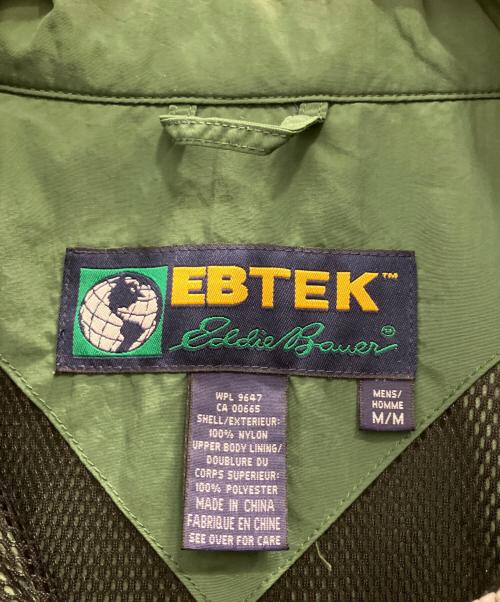 EBTEK™
Eddie Bauer®
WPL 9647
CA 00665
SHELL/EXTERIEUR:
100% NYLON
UPPER BODY LINING/
DOUBLURE DU
CORPS SUPERIEUR:
100% POLYESTER
MADE IN CHINA
FABRIQUE EN CHINE
SEE OVER FOR CARE
MENS/
HOMME
M/M